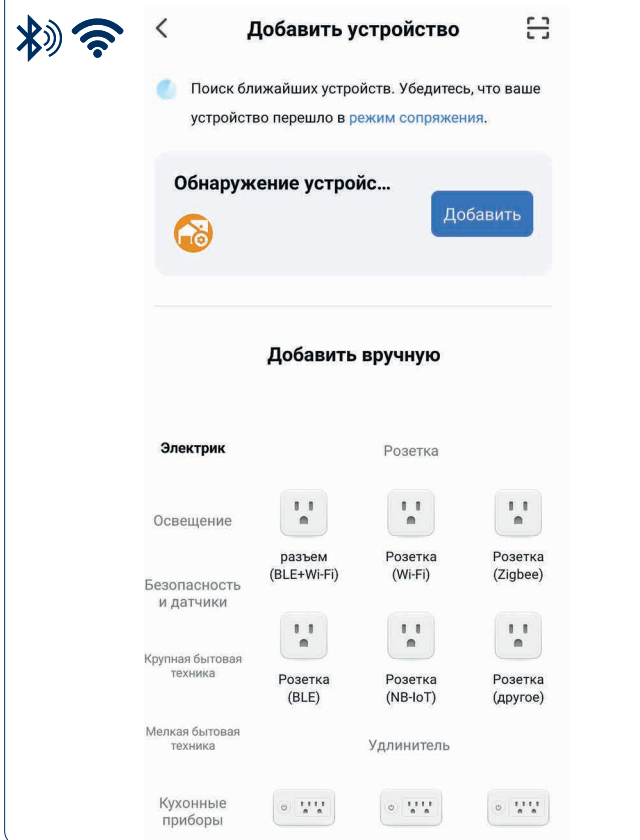 Добавить устройство
Поиск ближайших устройств. Убедитесь, что ваше
устройство перешло в режим сопряжения.
Обнаружение устройс...
Добавить
Добавить вручную
Электрик
Розетка
Освещение
разъем
(BLE+Wi-Fi)
Розетка
(Wi-Fi)
Розетка
(Zigbee)
Безопасность
и датчики
Крупная бытовая
техника
Розетка
(BLE)
Розетка
(NB-IoT)
Розетка
(другое)
Мелкая бытовая
техника
Удлинитель
Кухонные
приборы